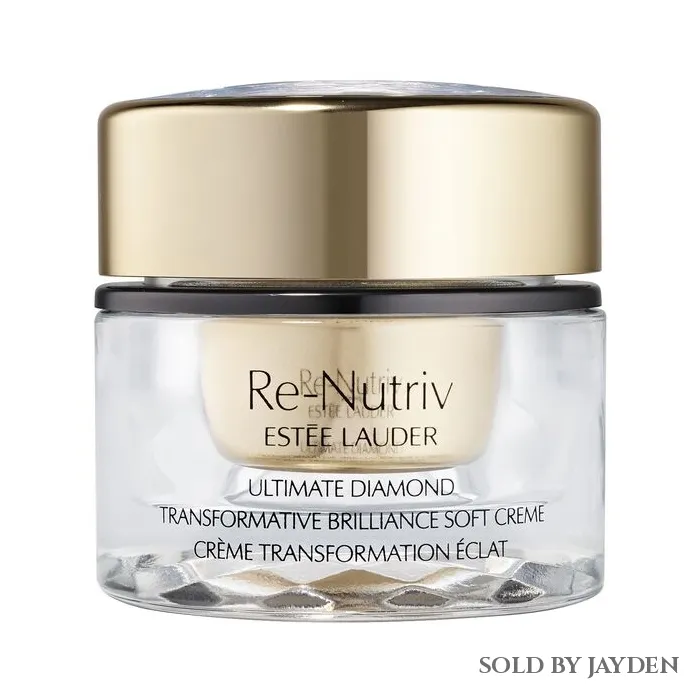 Re-Nutriv
ESTĒE LAUDER
ULTIMATE DIAMOND
TRANSFORMATIVE BRILLIANCE SOFT CREME
CRÈME TRANSFORMATION ÉCLAT
SOLD BY JAYDEN